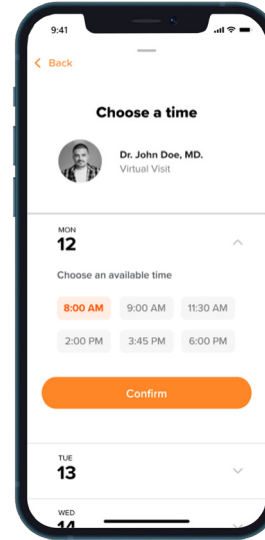 9:41
Back
Choose a time
Dr. John Doe, MD.
Virtual Visit
MON
12
Choose an available time
8:00 AM 9:00 AM 11:30 AM
2:00 PM 3:45 PM 6:00 PM
Confirm
TUE
13
WED
14